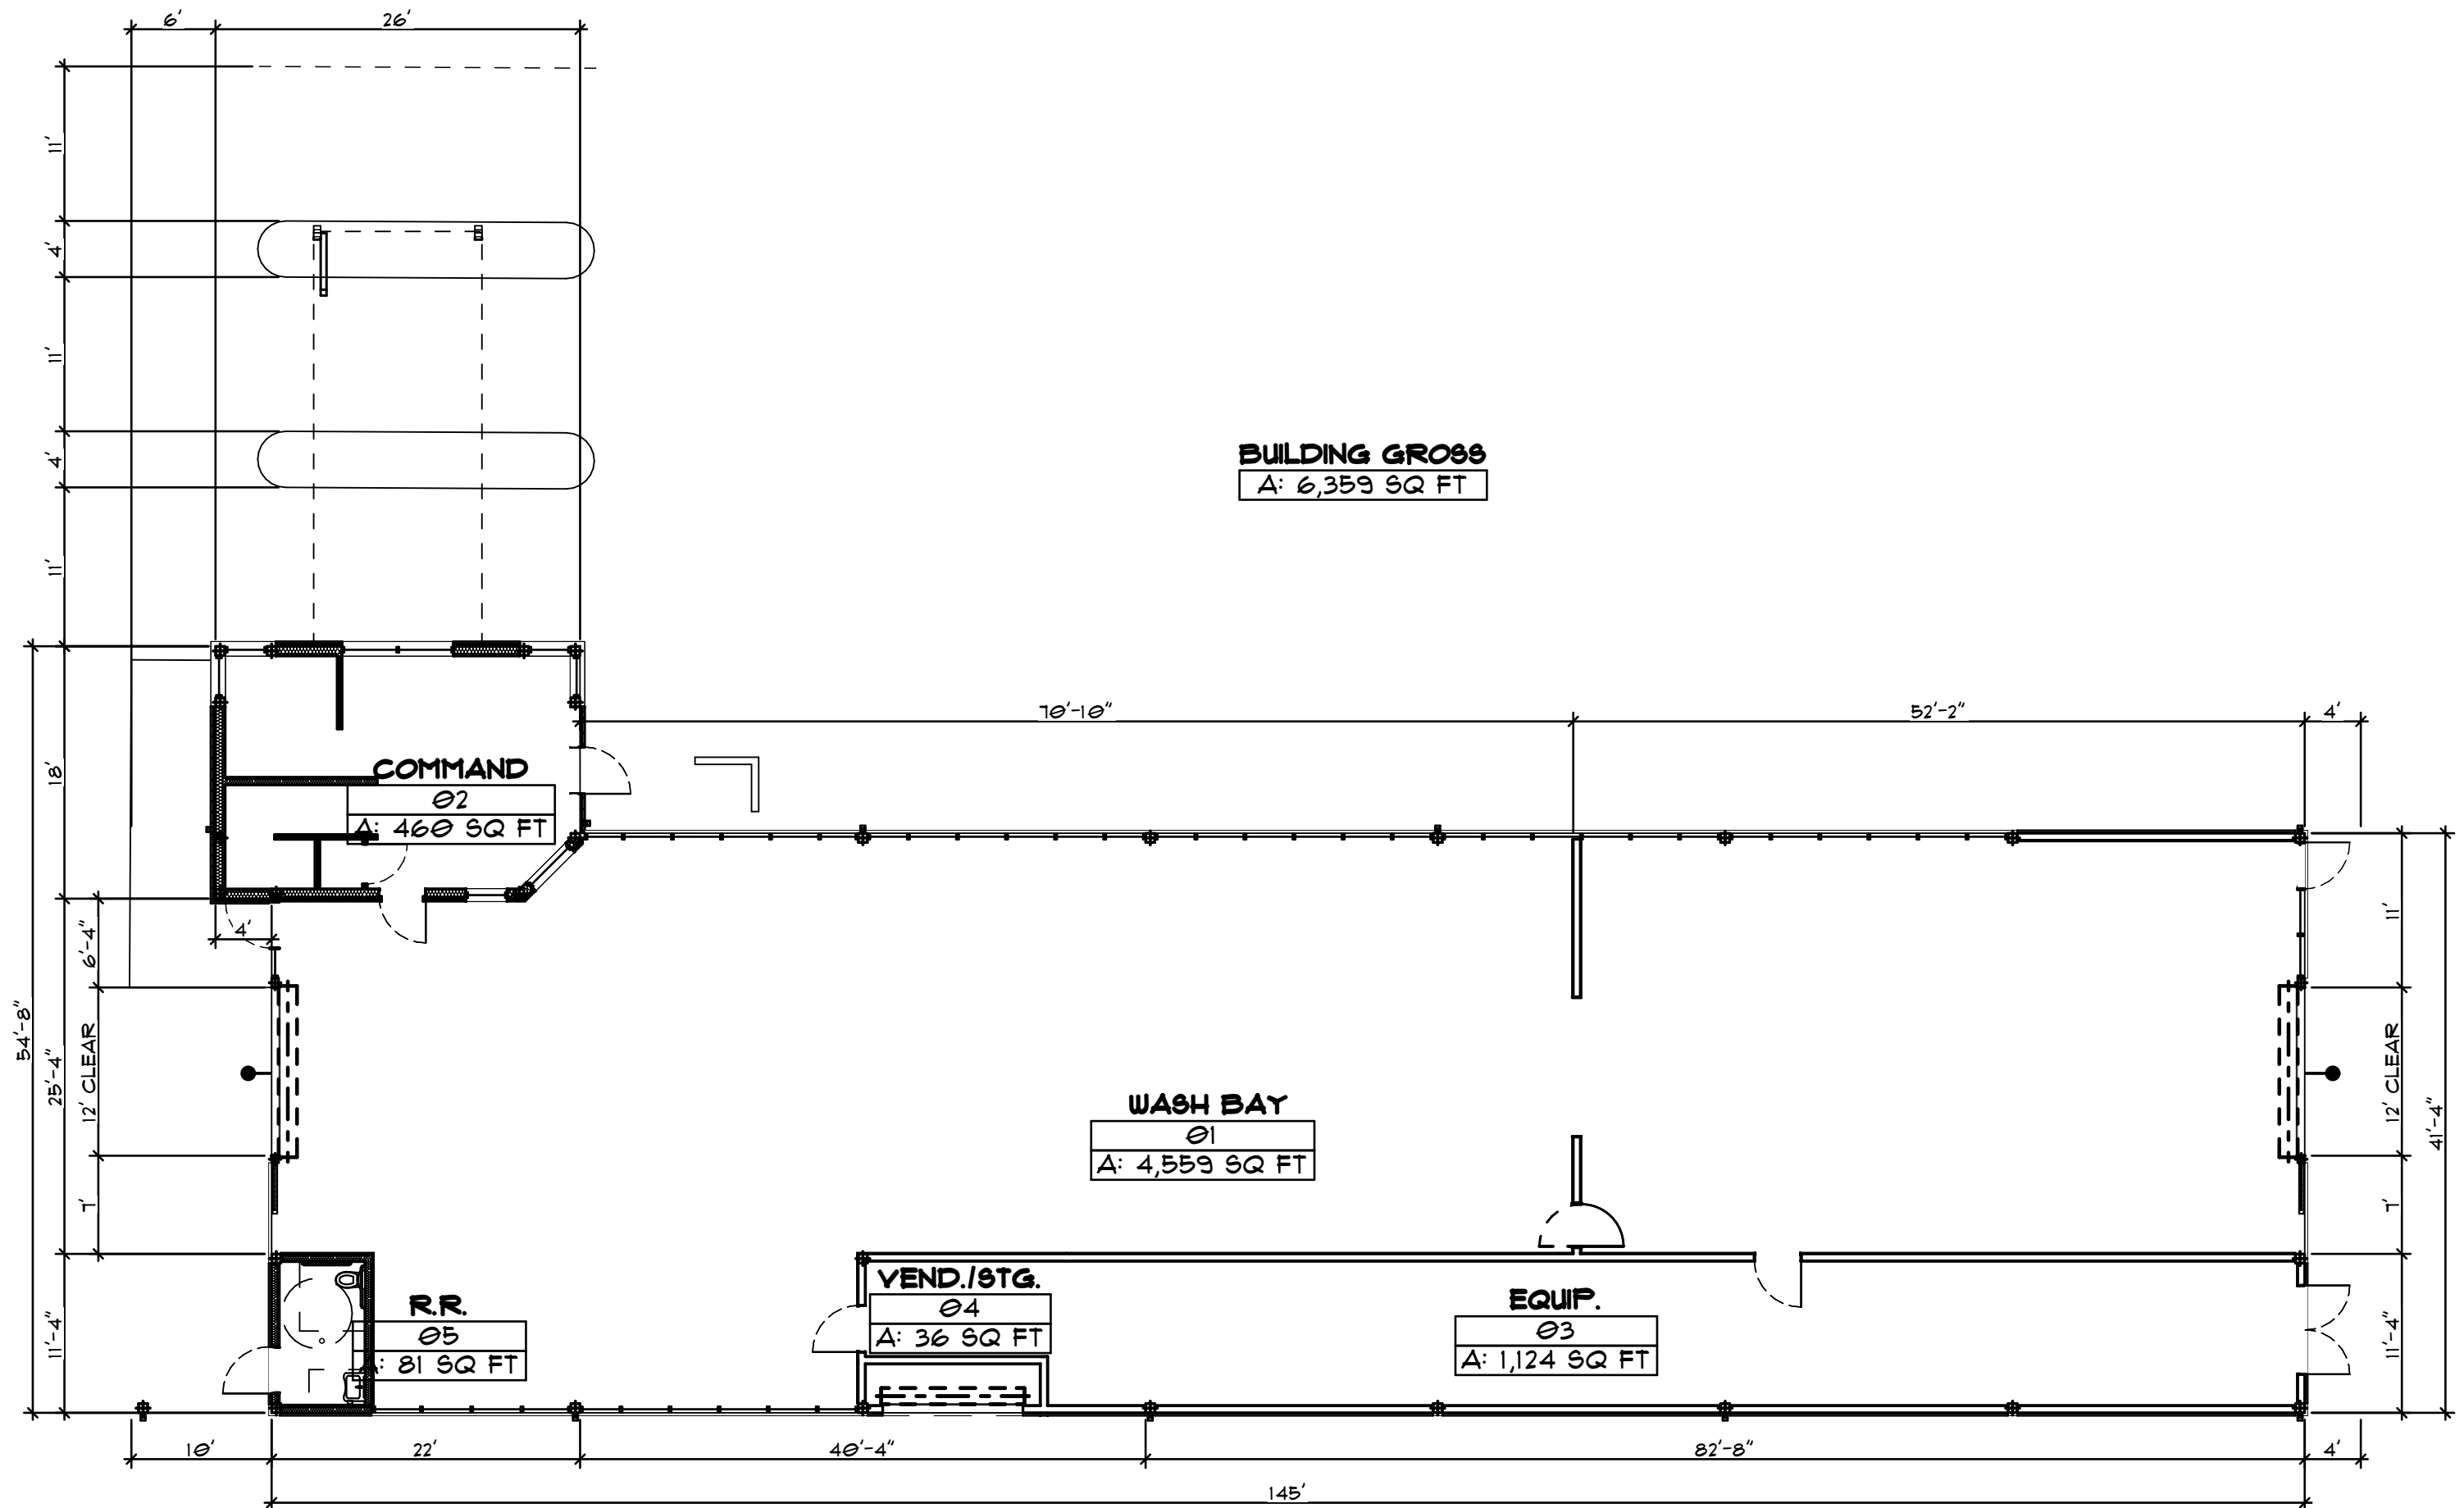 6'
26'
11'
4'
11'
4'
11'
BUILDING GROSS
A: 6,359 SQ FT
70'-10"
52'-2"
4'
18'
COMMAND
02
A: 460 SQ FT
4'
6'-4"
11'
54'-8"
25'-4"
12' CLEAR
12' CLEAR
41'-4"
WASH BAY
01
A: 4,559 SQ FT
7'
7'
11'-4"
R.R.
05
A: 81 SQ FT
VEND./STG.
04
A: 36 SQ FT
EQUIP.
03
A: 1,124 SQ FT
11'-4"
10'
22'
40'-4"
82'-8"
4'
145'